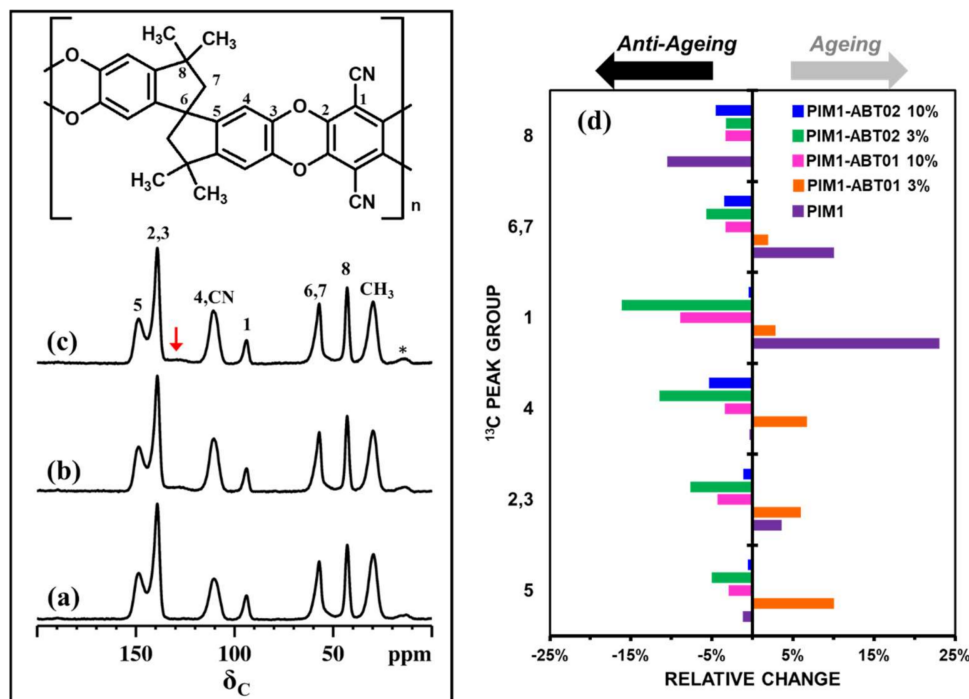 CH₃
H₃C
CN
O
8
7
6
5
4
3
2
1
O
O
O
H₃C
CH₃
CN
n
2,3
5
4,CN
1
6,7
8
CH₃
*
(c)
(b)
(a)
150
100
50
ppm
δC
Anti-Ageing
Ageing
(d)
PIM1-ABT02 10%
PIM1-ABT02 3%
PIM1-ABT01 10%
PIM1-ABT01 3%
PIM1
¹³C PEAK GROUP
8
6,7
1
4
2,3
5
-25%
-15%
-5%
5%
15%
25%
RELATIVE CHANGE